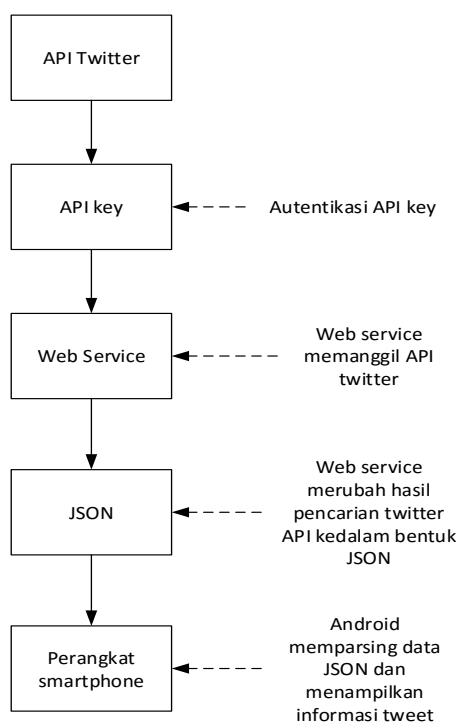 API Twitter
API key
Autentikasi API key
Web Service
Web service
memanggil API
twitter
JSON
Web service
merubah hasil
pencarian twitter
API kedalam bentuk
JSON
Perangkat
smartphone
Android
memparsing data
JSON dan
menampilkan
informasi tweet